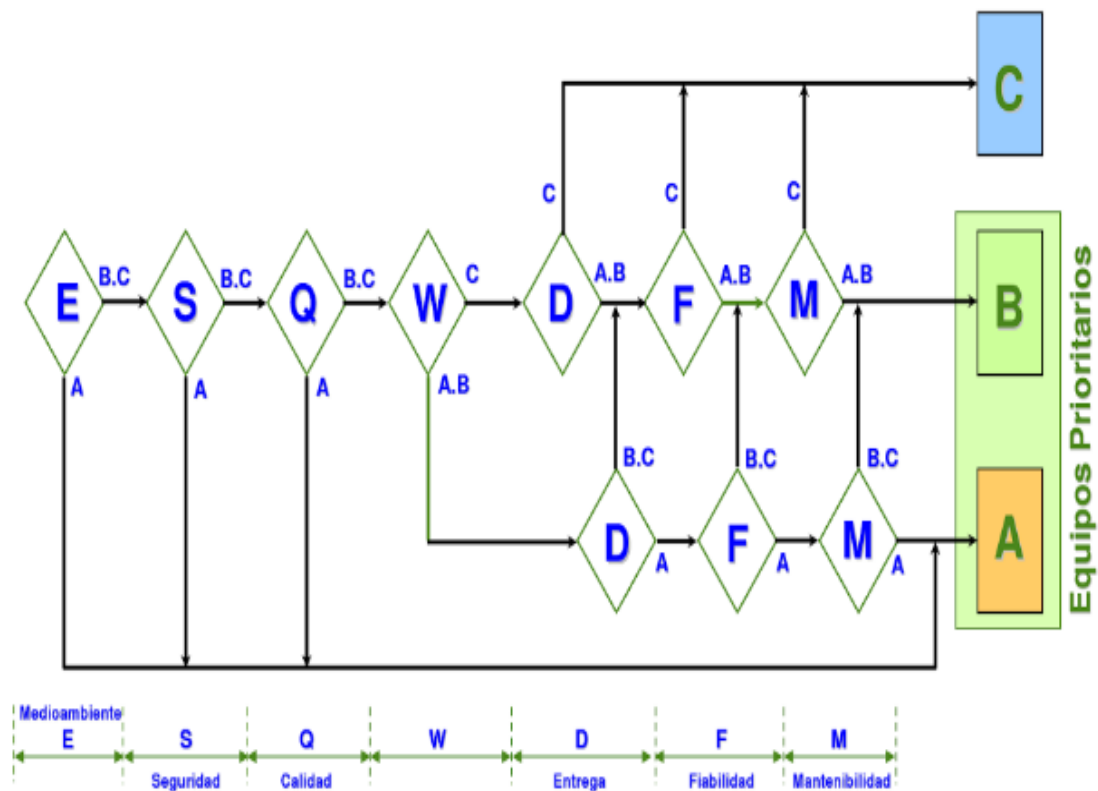 C
C
C
C
E
B.C
S
B.C
Q
B.C
W
C
D
A.B
F
A.B
M
A.B
B
A
A
A
A.B
B.C
B.C
B.C
D
A
F
A
M
A
A
Equipos Prioritarios
Medioambiente
E
S
Q
W
D
F
M
Seguridad
Calidad
Entrega
Fiabilidad
Mantenibilidad